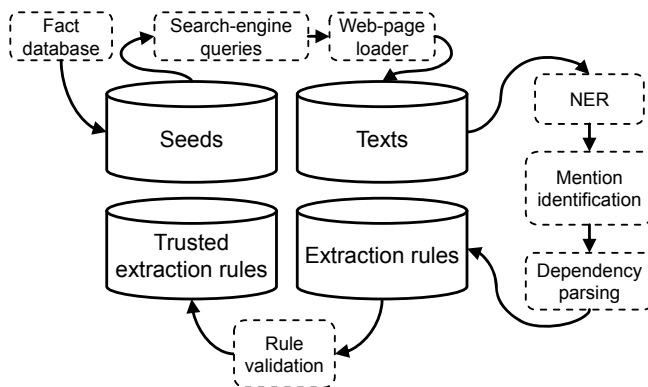 Fact
database
Search-engine
queries
Web-page
loader
Seeds
Texts
NER
Mention
identification
Dependency
parsing
Trusted
extraction rules
Extraction rules
Rule
validation